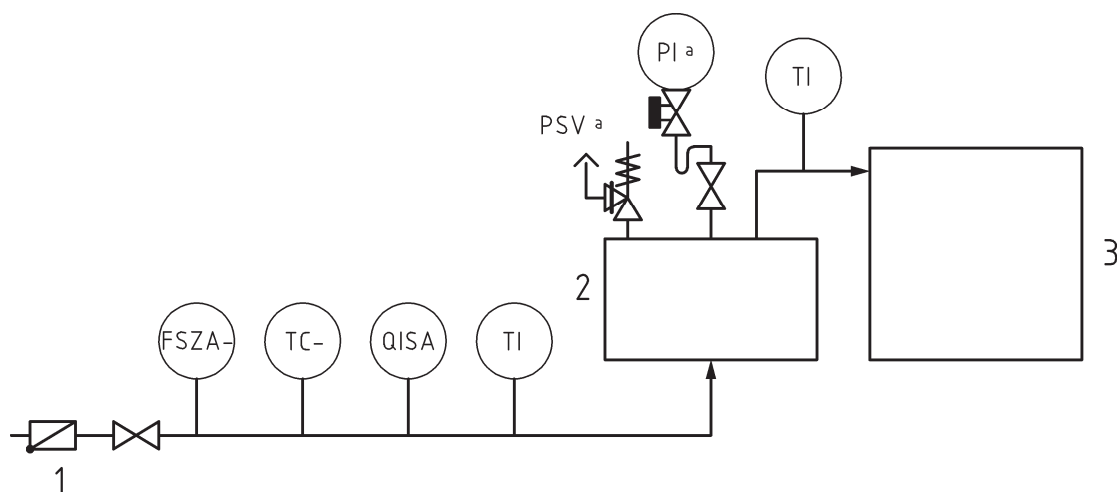 PI a
TI
PSV a
2
3
FSZA-
TC-
QISA
TI
1